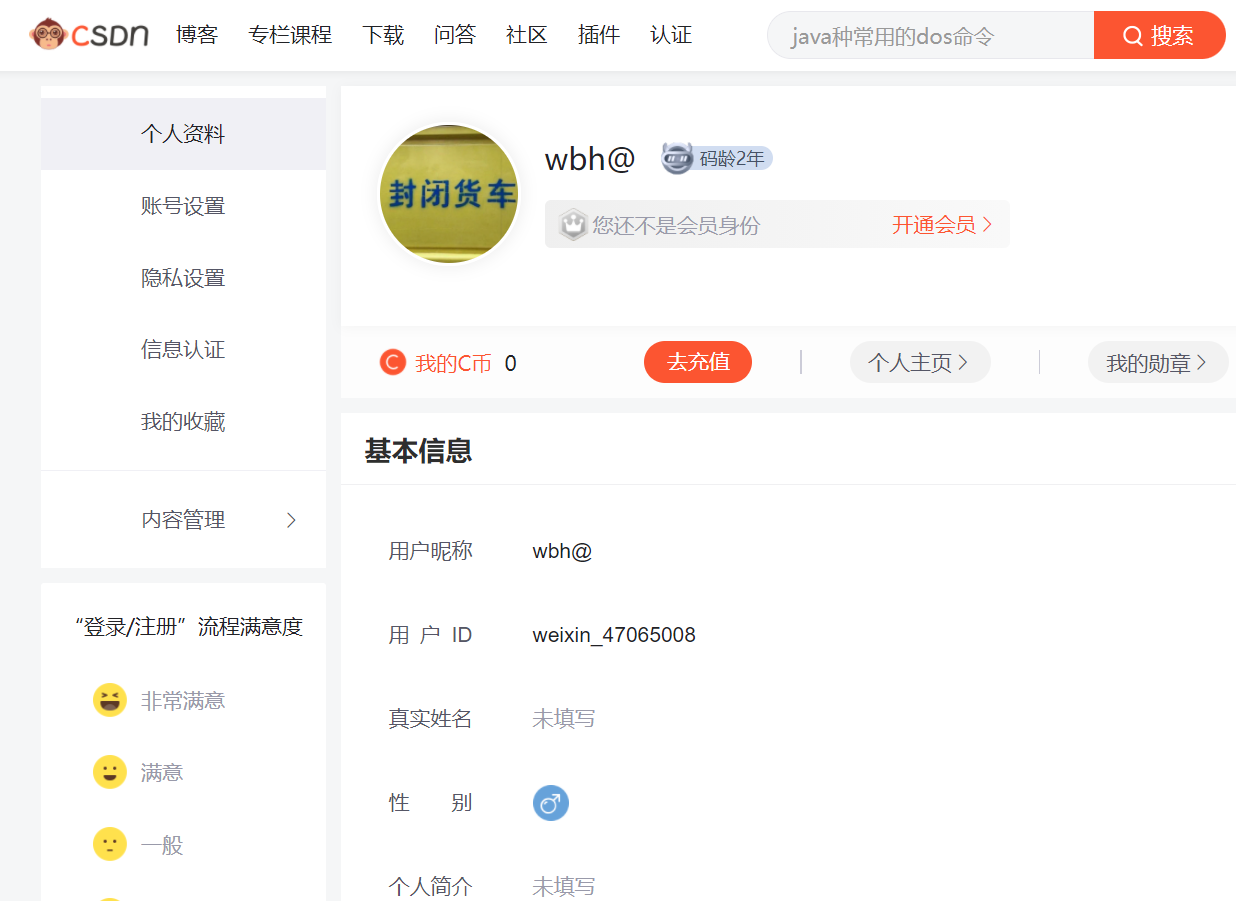 CSDN 博客 专栏课程 下载 问答 社区 插件 认证 java种常用的dos命令 搜索
个人资料
账号设置
隐私设置
信息认证
我的收藏
内容管理
“登录/注册”流程满意度
非常满意
满意
一般
封闭货车
wbh@ 码龄2年
您还不是会员身份 开通会员
我的C币 0 去充值 个人主页 我的勋章
基本信息
用户昵称 wbh@
用户ID weixin_47065008
真实姓名 未填写
性别
个人简介 未填写